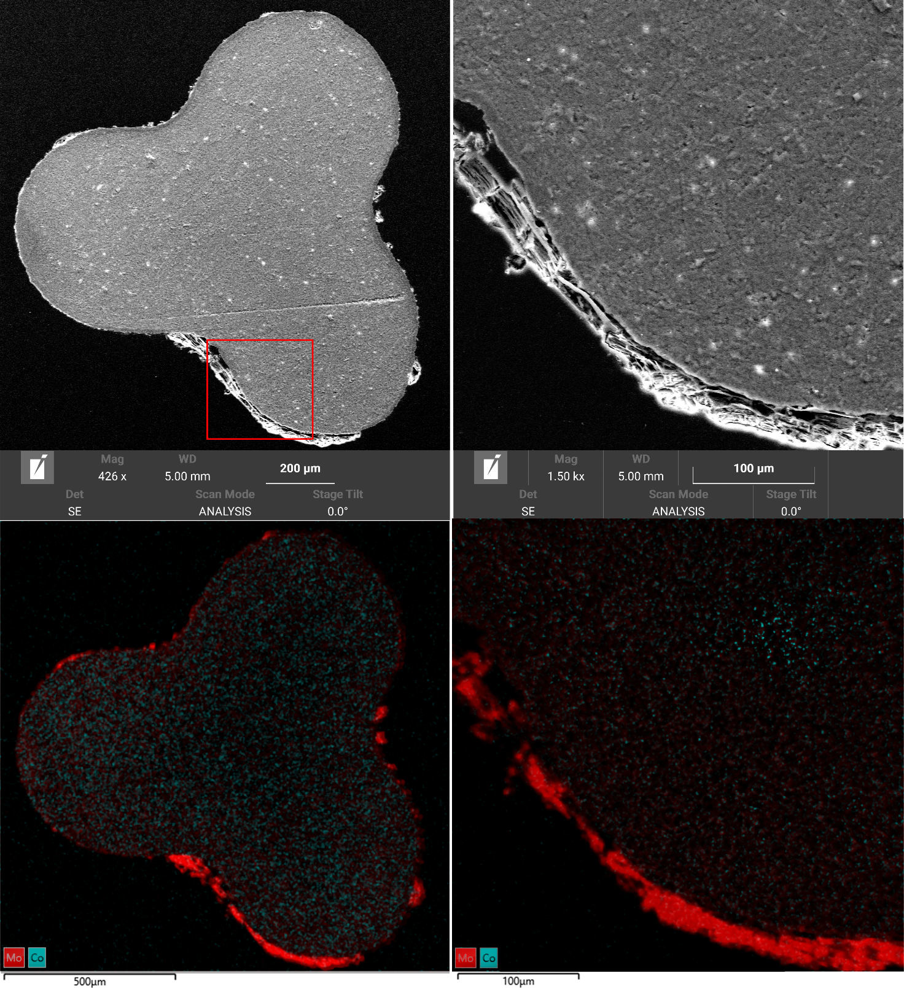 Mag WD
426 x 5.00 mm 200 µm
Det Scan Mode Stage Tilt
SE ANALYSIS 0.0°
Mag WD
1.50 kx 5.00 mm 100 µm
Det Scan Mode Stage Tilt
SE ANALYSIS 0.0°
Mo Co
500µm
Mo Co
100µm